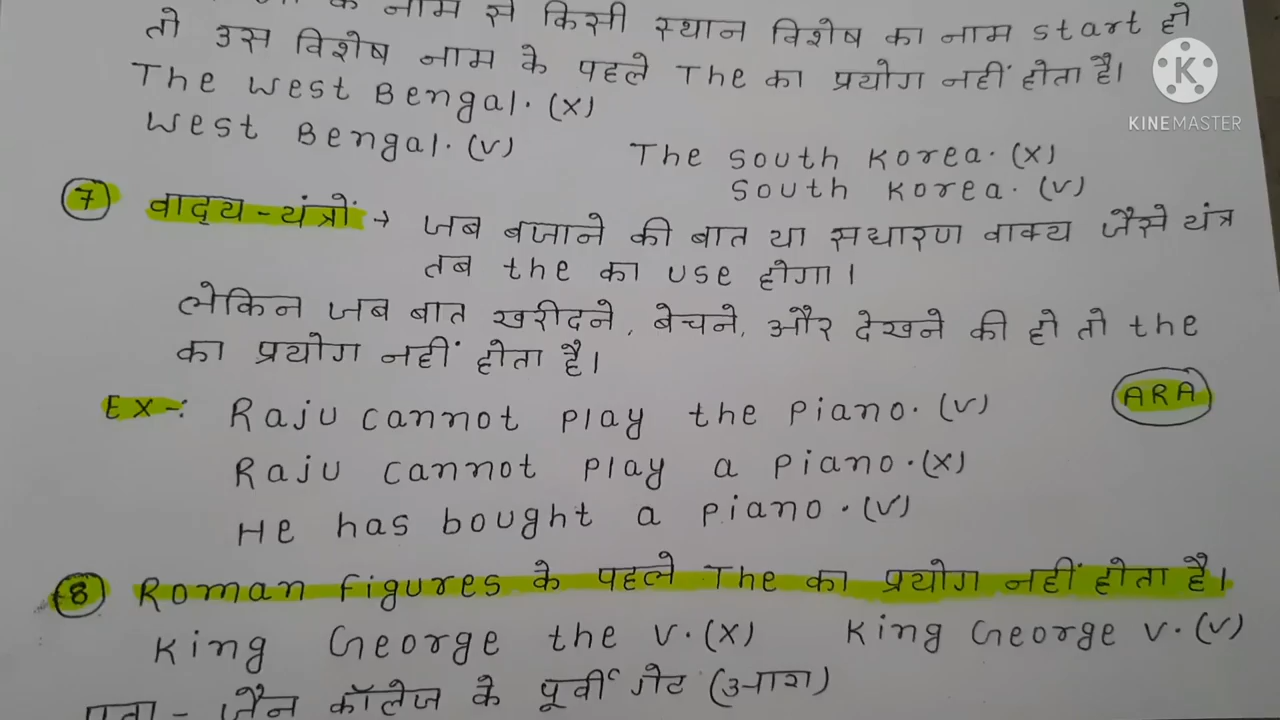 के नाम से किसी स्थान विशेष का नाम start हो
तो उस विशेष नाम के पहले The का प्रयोग नहीं होता है।
The West Bengal. (x)
West Bengal. (v)
The South Korea. (x)
South Korea. (v)
K
KINEMASTER
7 वाद्य-यंत्रों → जब बजाने की बात या सधारण वाक्य जैसे यंत्र
तब the का use होगा।
लेकिन जब बात खरीदने, बेचने, और देखने की हो तो the
का प्रयोग नहीं होता है।
Ex-: Raju cannot play the piano. (v)
ARA
Raju cannot play a piano. (x)
He has bought a piano. (v)
8 Roman figures के पहले The का प्रयोग नहीं होता है।
King George the V. (x) King George V. (v)
पता - जैन कॉलेज के पूर्वी गेट (आरा)